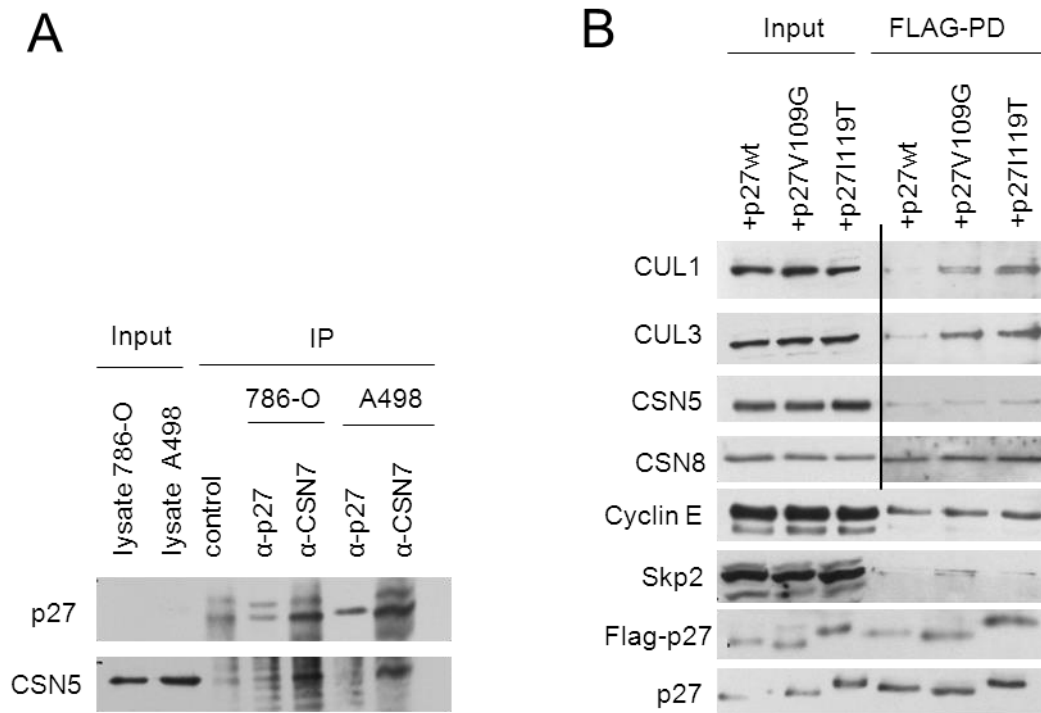 A
Input
IP
786-O
A498
lysate 786-O
lysate A498
control
α-p27
α-CSN7
α-p27
α-CSN7
p27
CSN5
B
Input
FLAG-PD
+p27wt
+p27V109G
+p27I119T
+p27wt
+p27V109G
+p27I119T
CUL1
CUL3
CSN5
CSN8
Cyclin E
Skp2
Flag-p27
p27